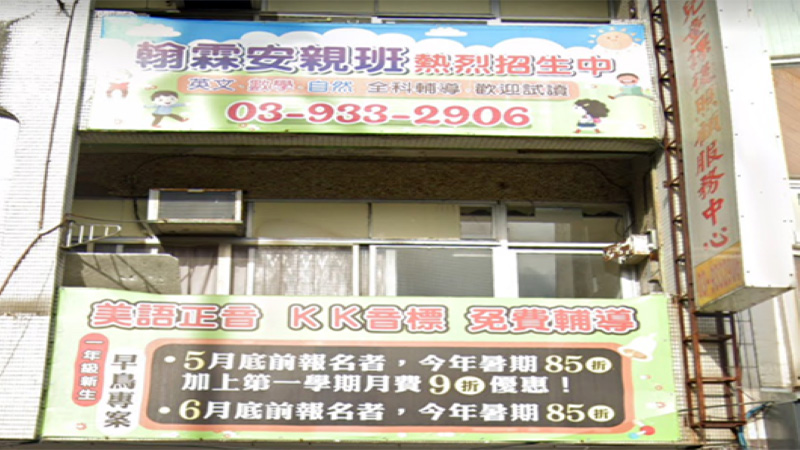 翰霖安親班 熱烈招生中
英文·數學·自然 全科輔導 歡迎試讀
03-933-2906
美語正音 KK音標 免費輔導
一年級新生
早鳥專案
•5月底前報名者，今年暑期85折
加上第一學期月費9折優惠！
•6月底前報名者，今年暑期85折
服務中心